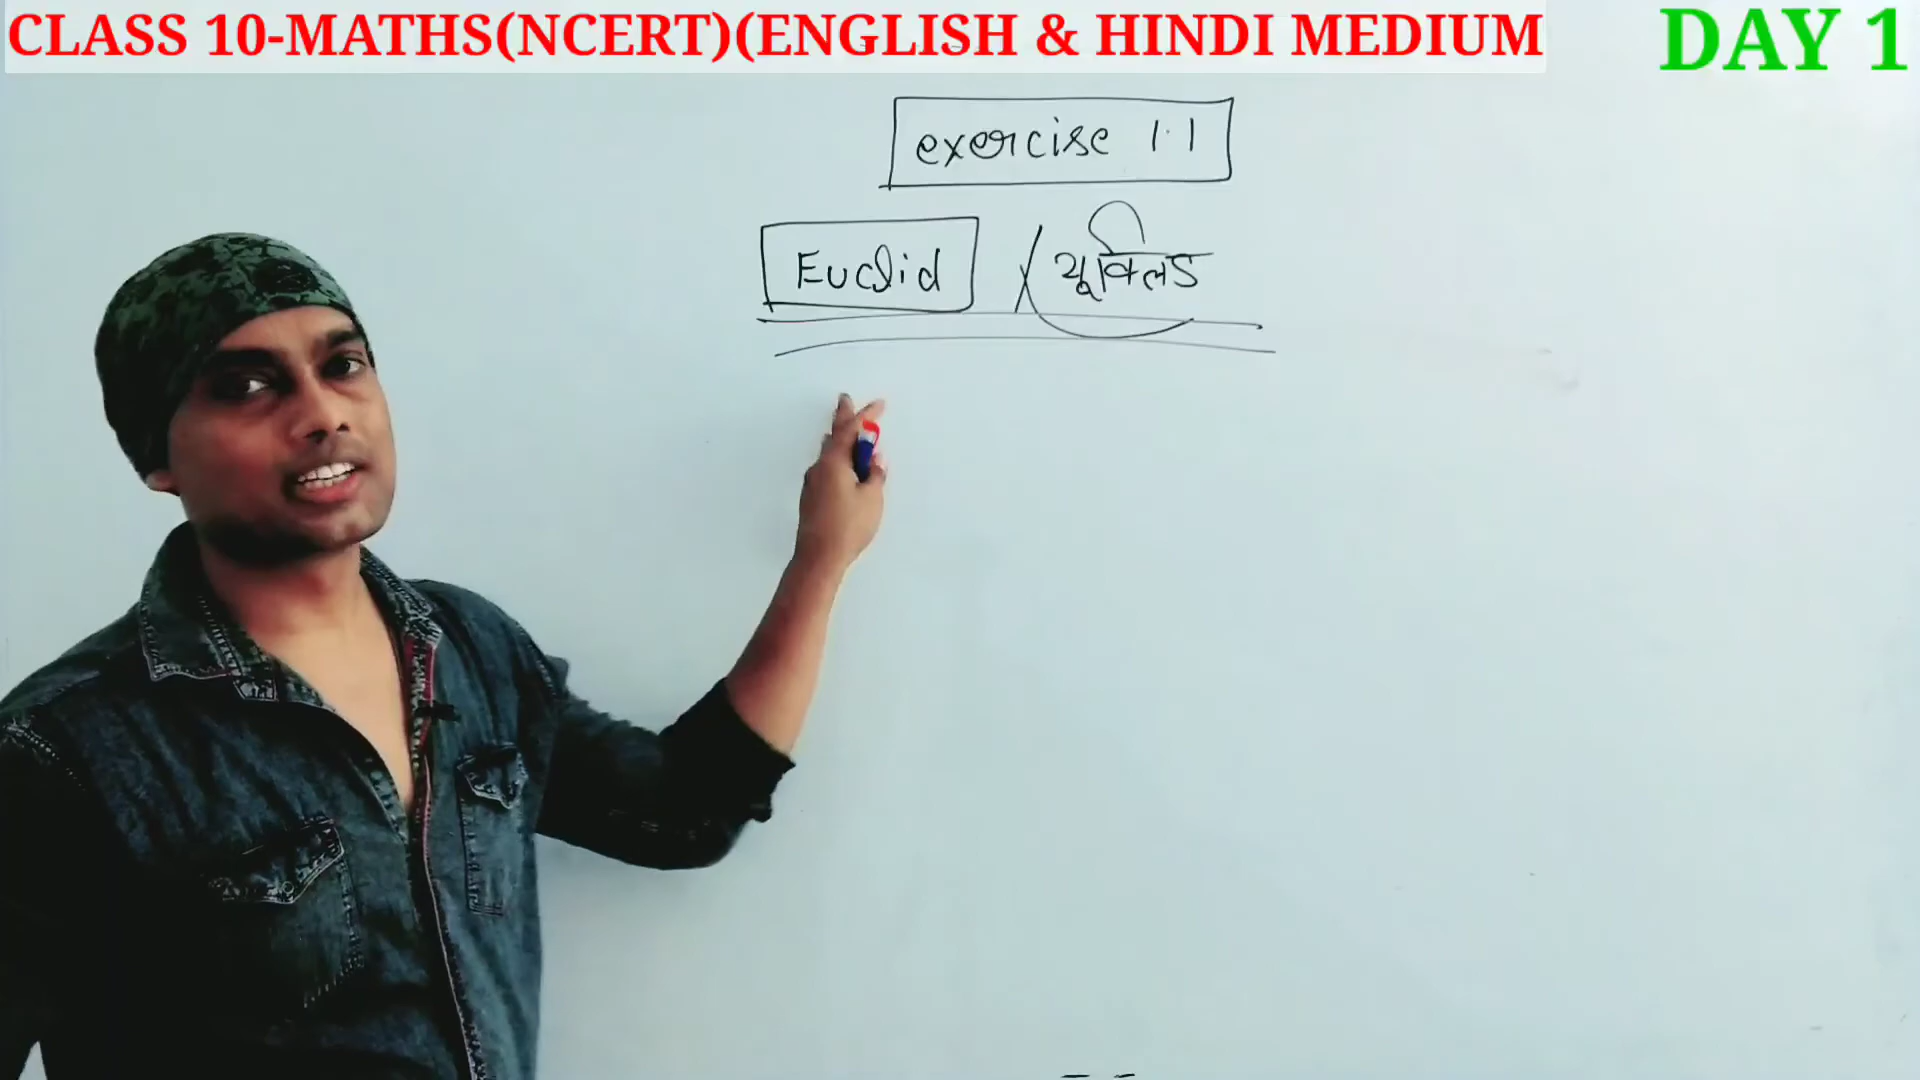 CLASS 10-MATHS(NCERT)(ENGLISH & HINDI MEDIUM
DAY 1
exercise 1.1
Euclid / यूक्लिड